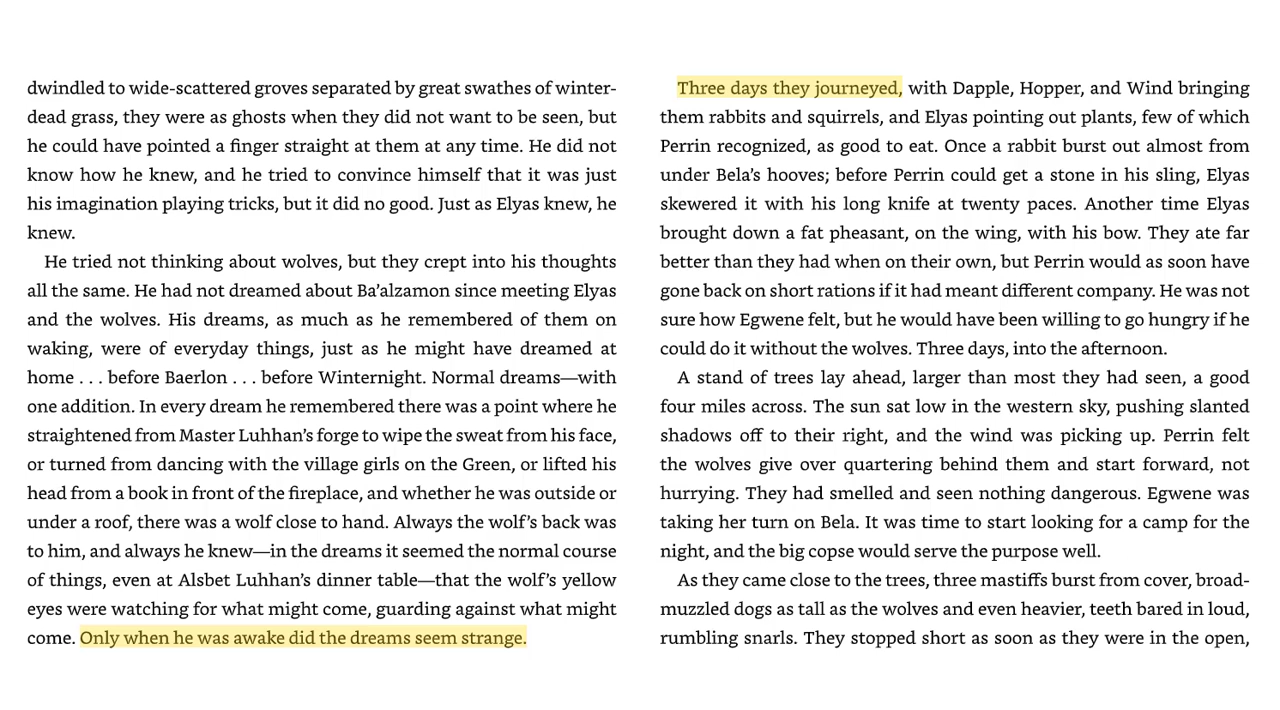 dwindled to wide-scattered groves separated by great swathes of winter-
dead grass, they were as ghosts when they did not want to be seen, but
he could have pointed a finger straight at them at any time. He did not
know how he knew, and he tried to convince himself that it was just
his imagination playing tricks, but it did no good. Just as Elyas knew, he
knew.
He tried not thinking about wolves, but they crept into his thoughts
all the same. He had not dreamed about Ba’alzamon since meeting Elyas
and the wolves. His dreams, as much as he remembered of them on
waking, were of everyday things, just as he might have dreamed at
home . . . before Baerlon . . . before Winternight. Normal dreams—with
one addition. In every dream he remembered there was a point where he
straightened from Master Luhhan’s forge to wipe the sweat from his face,
or turned from dancing with the village girls on the Green, or lifted his
head from a book in front of the fireplace, and whether he was outside or
under a roof, there was a wolf close to hand. Always the wolf’s back was
to him, and always he knew—in the dreams it seemed the normal course
of things, even at Alsbet Luhhan’s dinner table—that the wolf’s yellow
eyes were watching for what might come, guarding against what might
come. Only when he was awake did the dreams seem strange.
Three days they journeyed, with Dapple, Hopper, and Wind bringing
them rabbits and squirrels, and Elyas pointing out plants, few of which
Perrin recognized, as good to eat. Once a rabbit burst out almost from
under Bela’s hooves; before Perrin could get a stone in his sling, Elyas
skewered it with his long knife at twenty paces. Another time Elyas
brought down a fat pheasant, on the wing, with his bow. They ate far
better than they had when on their own, but Perrin would as soon have
gone back on short rations if it had meant different company. He was not
sure how Egwene felt, but he would have been willing to go hungry if he
could do it without the wolves. Three days, into the afternoon.
A stand of trees lay ahead, larger than most they had seen, a good
four miles across. The sun sat low in the western sky, pushing slanted
shadows off to their right, and the wind was picking up. Perrin felt
the wolves give over quartering behind them and start forward, not
hurrying. They had smelled and seen nothing dangerous. Egwene was
taking her turn on Bela. It was time to start looking for a camp for the
night, and the big copse would serve the purpose well.
As they came close to the trees, three mastiffs burst from cover, broad-
muzzled dogs as tall as the wolves and even heavier, teeth bared in loud,
rumbling snarls. They stopped short as soon as they were in the open,